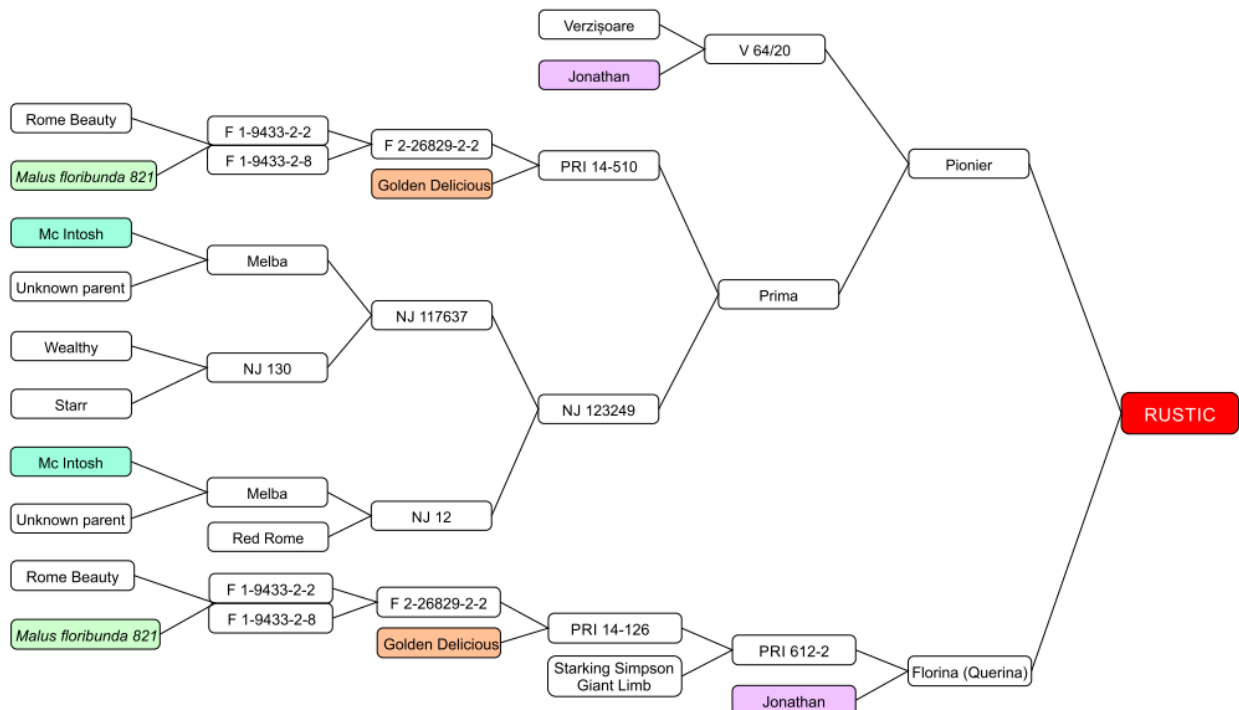 Verzișoare
V 64/20
Jonathan
Rome Beauty
F 1-9433-2-2
F 2-26829-2-2
F 1-9433-2-8
PRI 14-510
Pionier
Malus floribunda 821
Golden Delicious
Mc Intosh
Melba
Unknown parent
Prima
NJ 117637
Wealthy
NJ 130
Starr
NJ 123249
RUSTIC
Mc Intosh
Melba
Unknown parent
NJ 12
Red Rome
Rome Beauty
F 1-9433-2-2
F 2-26829-2-2
F 1-9433-2-8
Malus floribunda 821
Golden Delicious
PRI 14-126
PRI 612-2
Starking Simpson
Giant Limb
Florina (Querina)
Jonathan